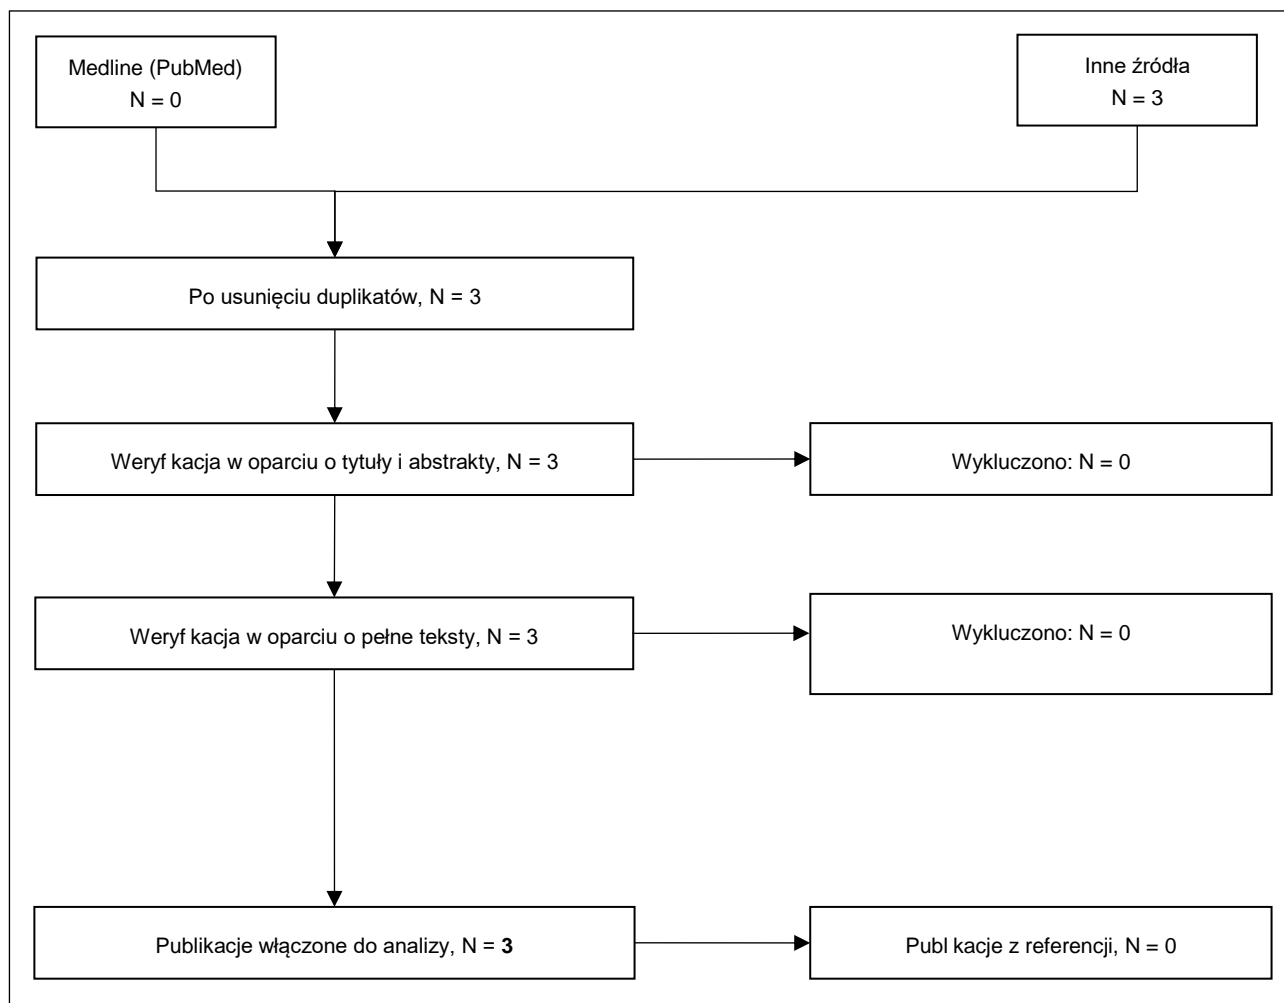 Medline (PubMed)
N = 0
Inne źródła
N = 3
Po usunięciu duplikatów, N = 3
Weryf kacja w oparciu o tytuły i abstrakty, N = 3
Wykluczono: N = 0
Weryf kacja w oparciu o pełne teksty, N = 3
Wykluczono: N = 0
Publikacje włączone do analizy, N = 3
Publ kacje z referencji, N = 0